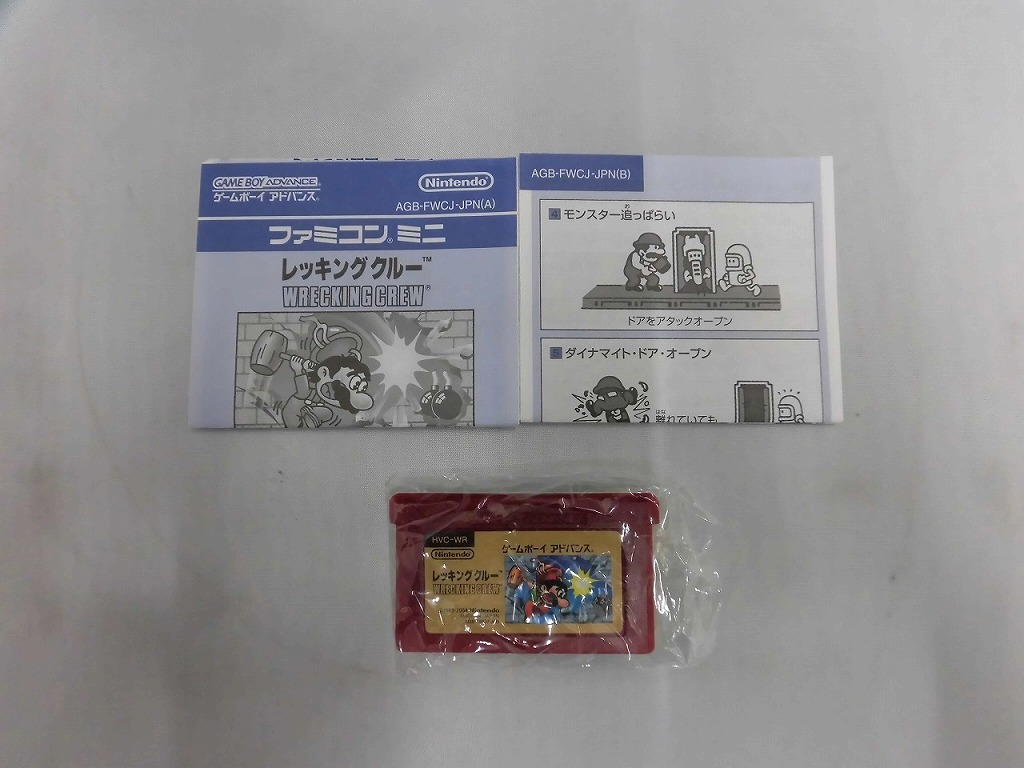 GAME BOY ADVANCE
ゲームボーイ アドバンス®
Nintendo®
AGB-FWCJ-JPN(A)
ファミコン®ミニ
レッキングクルー™
WRECKING CREW®
AGB-FWCJ-JPN(B)
4 モンスター追っぱらい
お
ドアをアタックオープン
5 ダイナマイト・ドア・オープン
はな
離れていても
HVC-WR
Nintendo
ゲームボーイ アドバンス®
レッキングクルー™
WRECKING CREW®
Nintendo